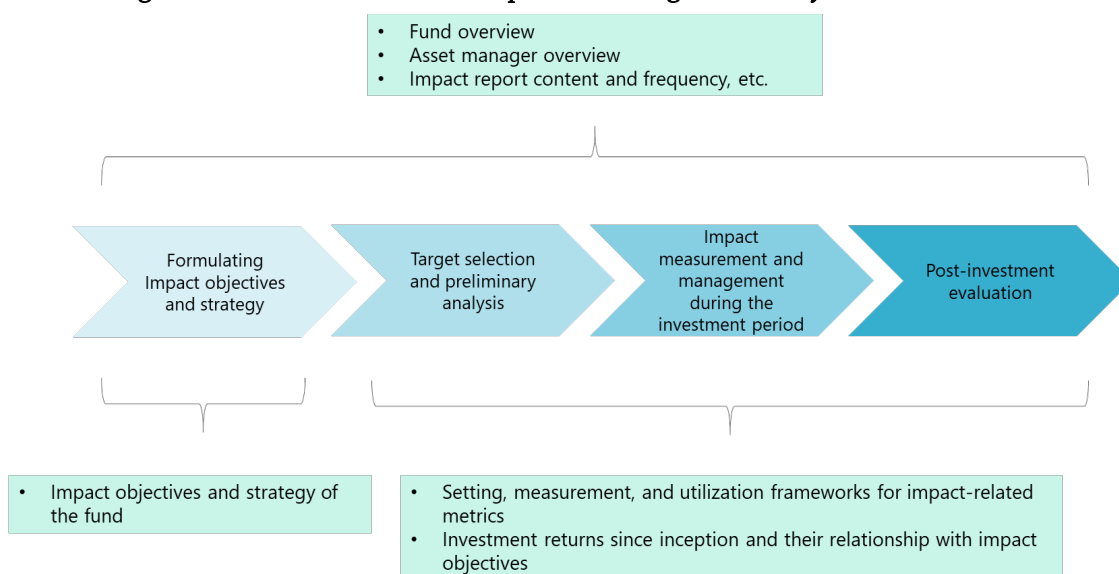 • Fund overview
• Asset manager overview
• Impact report content and frequency, etc.
Formulating
Impact objectives
and strategy
Target selection
and preliminary
analysis
Impact
measurement and
management
during the
investment period
Post-investment
evaluation
• Impact objectives and strategy of
the fund
• Setting, measurement, and utilization frameworks for impact-related
metrics
• Investment returns since inception and their relationship with impact
objectives